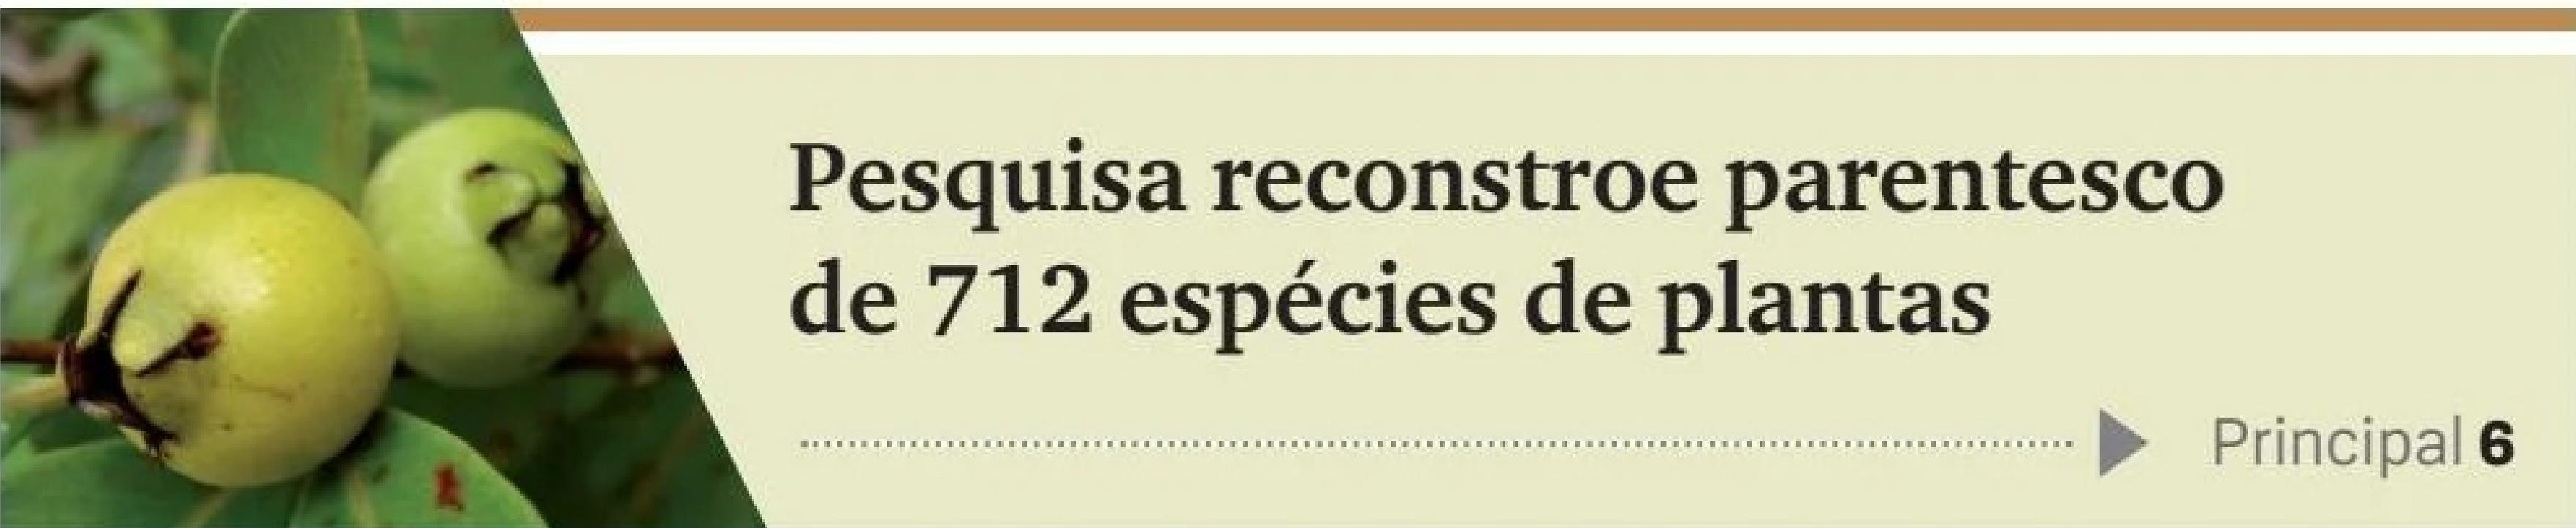 Pesquisa reconstroe parentesco
de 712 espécies de plantas
Principal 6